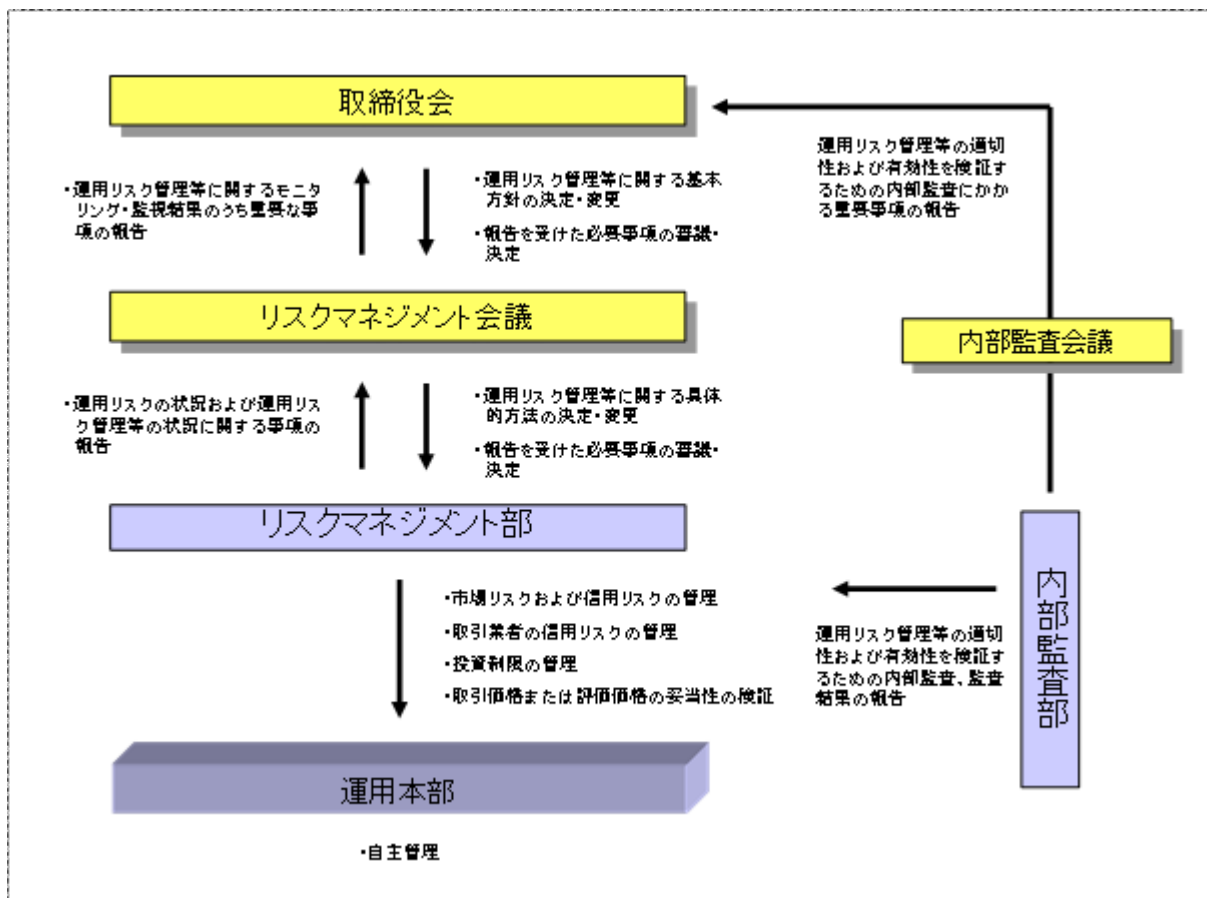 取締役会
・運用リスク管理等に関するモニ
タリング・監視結果のうち重要な事
項の報告
・運用リスク管理等に関する基本
方針の決定・変更
・報告を受けた必要事項の審議・
決定
運用リスク管理等の適切
性および有効性を検証す
るための内部監査にかか
る重要事項の報告
リスクマネジメント会議
内部監査会議
・運用リスクの状況および運用リス
ク管理等の状況に関する事項の
報告
・運用リスク管理等に関する具体
的方法の決定・変更
・報告を受けた必要事項の審議・
決定
リスクマネジメント部
・市場リスクおよび信用リスクの管理
・取引業者の信用リスクの管理
・投資制限の管理
・取引価格または評価価格の妥当性の検証
運用リスク管理等の適切
性および有効性を検証す
るための内部監査、監査
結果の報告
内部監査部
運用本部
・自主管理